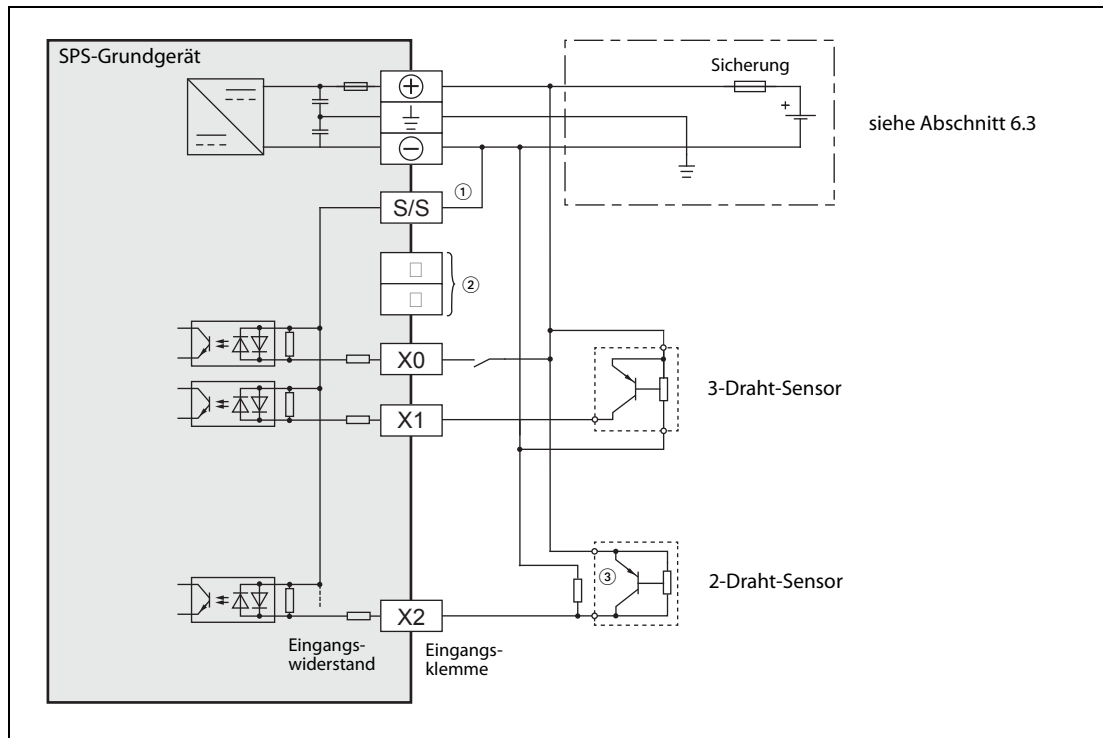 SPS-Grundgerät
Sicherung
+
siehe Abschnitt 6.3
①
S/S
②
X0
3-Draht-Sensor
X1
③
2-Draht-Sensor
X2
Eingangs-
widerstand
Eingangs-
klemme